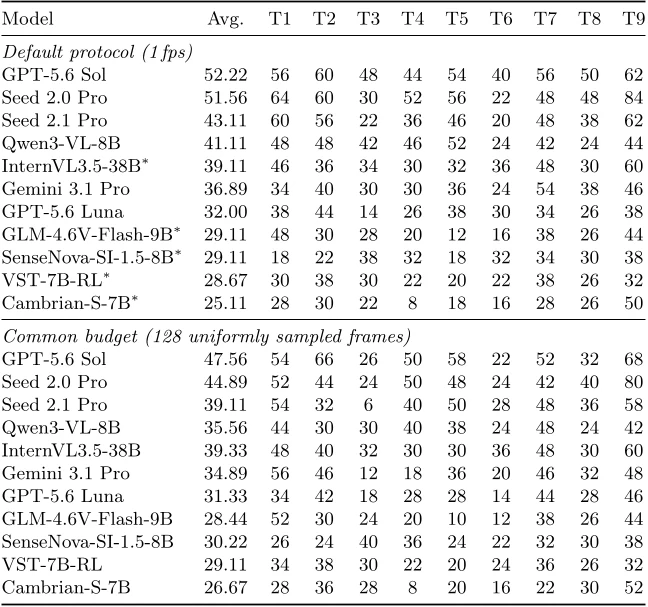 Model Avg. T1 T2 T3 T4 T5 T6 T7 T8 T9
Default protocol (1 fps)
GPT-5.6 Sol 52.22 56 60 48 44 54 40 56 50 62
Seed 2.0 Pro 51.56 64 60 30 52 56 22 48 48 84
Seed 2.1 Pro 43.11 60 56 22 36 46 20 48 38 62
Qwen3-VL-8B 41.11 48 48 42 46 52 24 42 24 44
InternVL3.5-38B* 39.11 46 36 34 30 32 36 48 30 60
Gemini 3.1 Pro 36.89 34 40 30 30 36 24 54 38 46
GPT-5.6 Luna 32.00 38 44 14 26 38 30 34 26 38
GLM-4.6V-Flash-9B* 29.11 48 30 28 20 12 16 38 26 44
SenseNova-SI-1.5-8B* 29.11 18 22 38 32 18 32 34 30 38
VST-7B-RL* 28.67 30 38 30 22 20 22 38 26 32
Cambrian-S-7B* 25.11 28 30 22 8 18 16 28 26 50
Common budget (128 uniformly sampled frames)
GPT-5.6 Sol 47.56 54 66 26 50 58 22 52 32 68
Seed 2.0 Pro 44.89 52 44 24 50 48 24 42 40 80
Seed 2.1 Pro 39.11 54 32 6 40 50 28 48 36 58
Qwen3-VL-8B 35.56 44 30 30 40 38 24 48 24 42
InternVL3.5-38B 39.33 48 40 32 30 30 36 48 30 60
Gemini 3.1 Pro 34.89 56 46 12 18 36 20 46 32 48
GPT-5.6 Luna 31.33 34 42 18 28 28 14 44 28 46
GLM-4.6V-Flash-9B 28.44 52 30 24 20 10 12 38 26 44
SenseNova-SI-1.5-8B 30.22 26 24 40 36 24 22 32 30 38
VST-7B-RL 29.11 34 38 30 22 20 24 36 26 32
Cambrian-S-7B 26.67 28 36 28 8 20 16 22 30 52